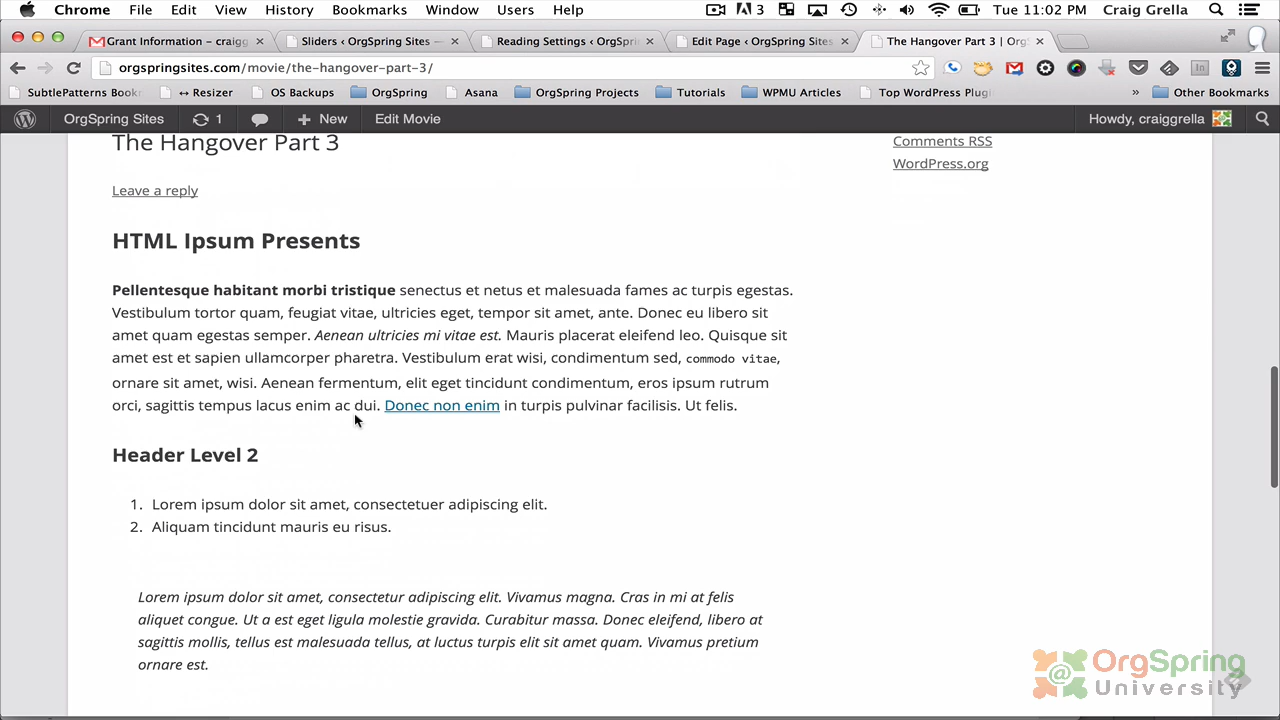 Chrome File Edit View History Bookmarks Window Users Help 3 Tue 11:02 PM Craig Grella
Grant Information – craigg Sliders ‹ OrgSpring Sites — Reading Settings ‹ OrgSpri Edit Page ‹ OrgSpring Sites The Hangover Part 3 | Org
orgspringsites.com/movie/the-hangover-part-3/
SubtlePatterns Bookr ↔ Resizer OS Backups OrgSpring Asana OrgSpring Projects Tutorials WPMU Articles Top WordPress Plugi » Other Bookmarks
OrgSpring Sites 1 + New Edit Movie Howdy, craiggrella
The Hangover Part 3
Comments RSS
WordPress.org
Leave a reply
HTML Ipsum Presents
Pellentesque habitant morbi tristique senectus et netus et malesuada fames ac turpis egestas.
Vestibulum tortor quam, feugiat vitae, ultricies eget, tempor sit amet, ante. Donec eu libero sit
amet quam egestas semper. Aenean ultricies mi vitae est. Mauris placerat eleifend leo. Quisque sit
amet est et sapien ullamcorper pharetra. Vestibulum erat wisi, condimentum sed, commodo vitae,
ornare sit amet, wisi. Aenean fermentum, elit eget tincidunt condimentum, eros ipsum rutrum
orci, sagittis tempus lacus enim ac dui. Donec non enim in turpis pulvinar facilisis. Ut felis.
Header Level 2
1. Lorem ipsum dolor sit amet, consectetuer adipiscing elit.
2. Aliquam tincidunt mauris eu risus.
Lorem ipsum dolor sit amet, consectetur adipiscing elit. Vivamus magna. Cras in mi at felis
aliquet congue. Ut a est eget ligula molestie gravida. Curabitur massa. Donec eleifend, libero at
sagittis mollis, tellus est malesuada tellus, at luctus turpis elit sit amet quam. Vivamus pretium
ornare est.
OrgSpring
University